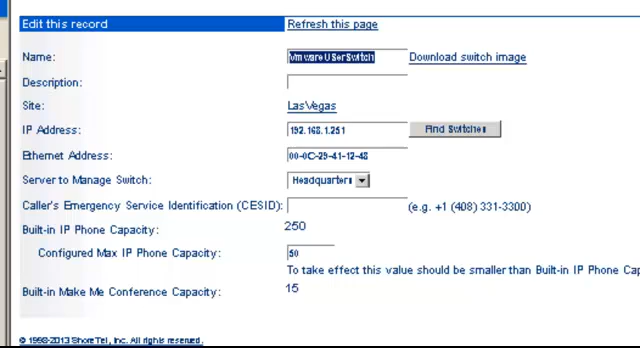 Edit this record Refresh this page
Name: VmwareUSerSwitch Download switch image
Description:
Site: LasVegas
IP Address: 192.168.1.251 Find Switches
Ethernet Address: 00-0C-29-41-12-48
Server to Manage Switch: Headquarters
Caller's Emergency Service Identification (CESID): (e.g. +1 (408) 331-3300)
Built-in IP Phone Capacity: 250
Configured Max IP Phone Capacity: 50
To take effect this value should be smaller than Built-in IP Phone Cap
Built-in Make Me Conference Capacity: 15
© 1998-2013 ShoreTel, Inc. All rights reserved.